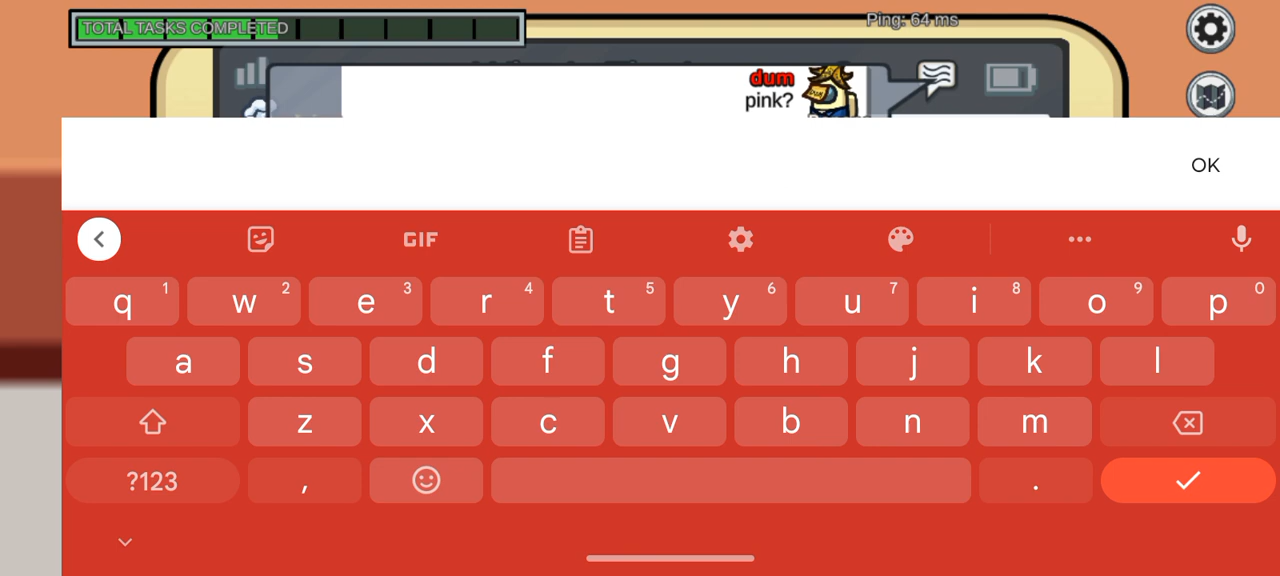 TOTAL TASKS COMPLETED
Ping: 64 ms
dum
pink?
OK
GIF
q 1 w 2 e 3 r 4 t 5 y 6 u 7 i 8 o 9 p 0
a s d f g h j k l
z x c v b n m
?123 , .